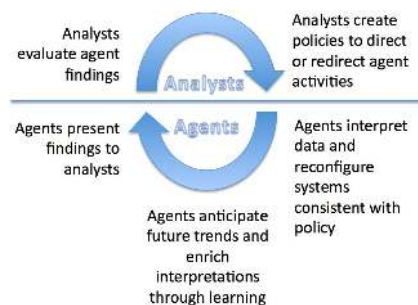 Analysts
evaluate agent
findings
Analysts create
policies to direct
or redirect agent
activities
Analysts
Agents
Agents present
findings to
analysts
Agents interpret
data and
reconfigure
systems
consistent with
policy
Agents anticipate
future trends and
enrich
interpretations
through learning